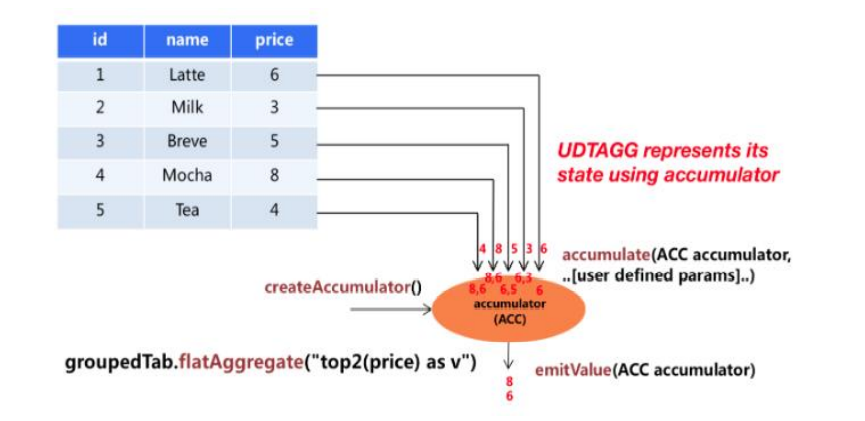 id name price
1 Latte 6
2 Milk 3
3 Breve 5
4 Mocha 8
5 Tea 4
UDTAGG represents its
state using accumulator
4 8 5 3 6
accumulate(ACC accumulator,
..[user defined params]..)
8,6 6,3
8,6 6,5 6
createAccumulator()
accumulator
(ACC)
groupedTab.flatAggregate("top2(price) as v")
emitValue(ACC accumulator)
8
6